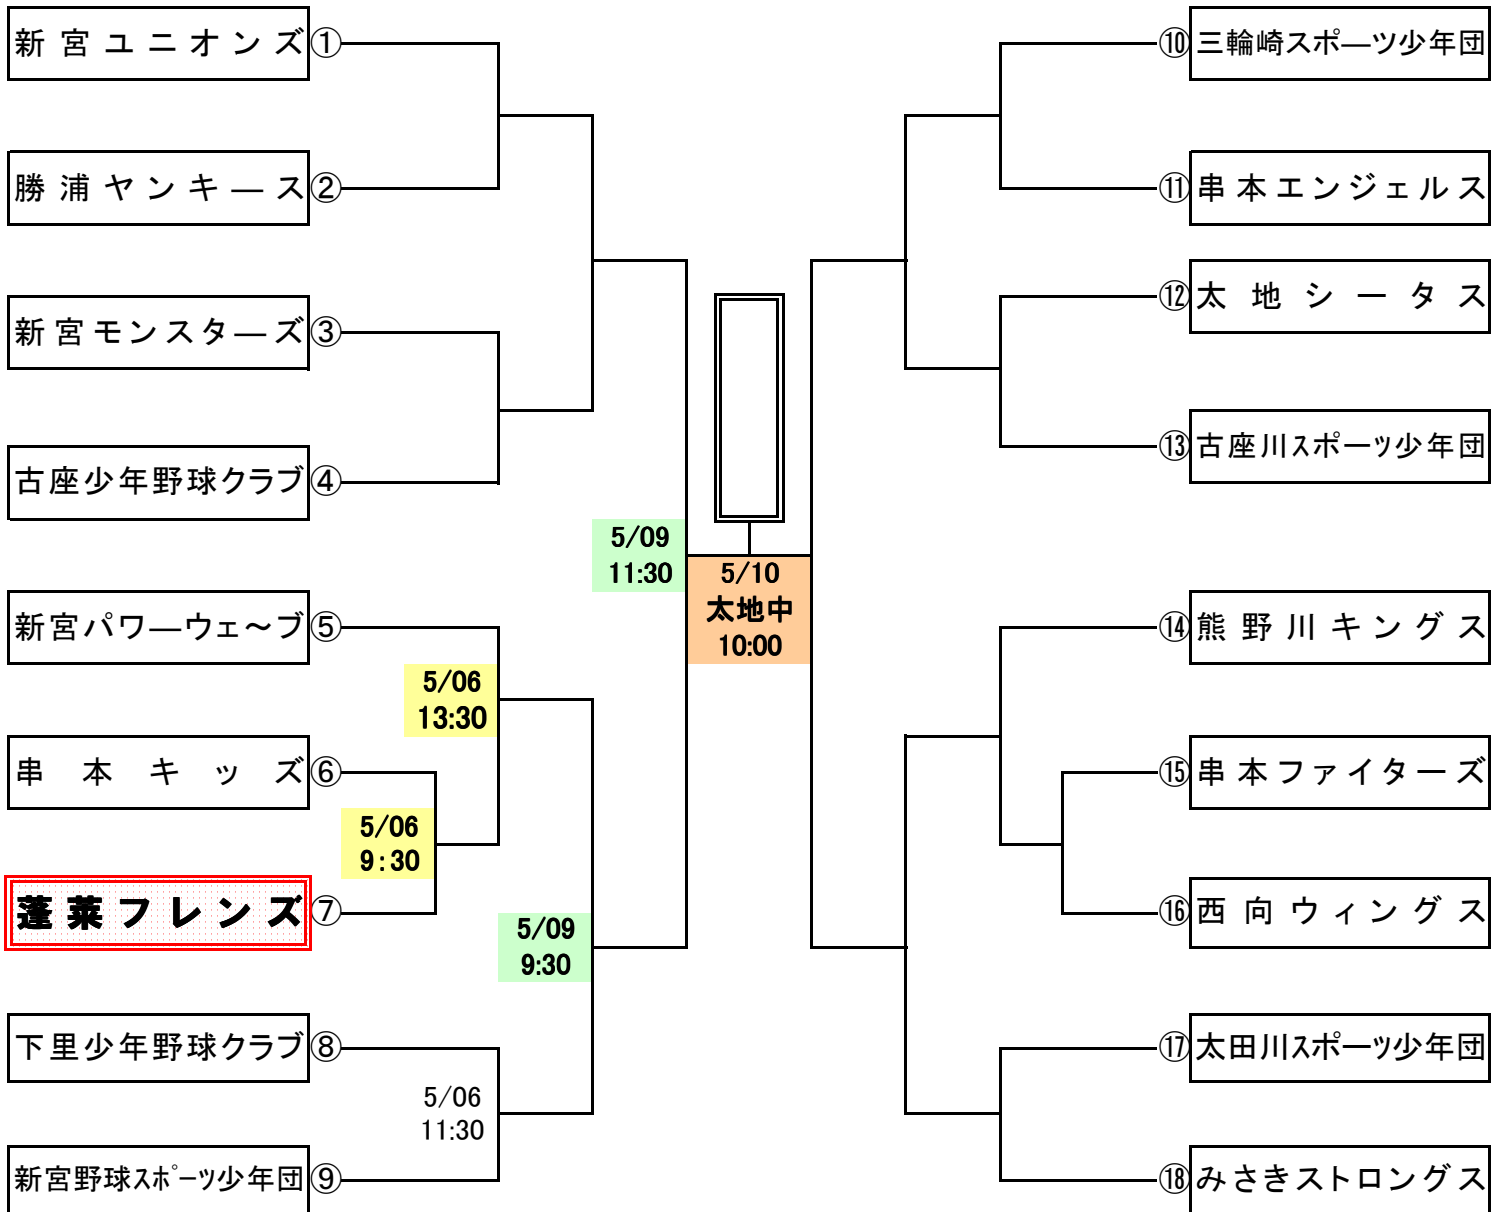 新宮ユニオンズ①
勝浦ヤンキース②
新宮モンスターズ③
古座少年野球クラブ④
新宮パワーウェ～ブ⑤
串本キッズ⑥
蓬莱フレンズ⑦
下里少年野球クラブ⑧
新宮野球ｽﾎﾟｰﾂ少年団⑨
5/06
13:30
5/06
9:30
5/06
11:30
5/09
9:30
5/09
11:30
5/10
太地中
10:00
⑩三輪崎スポーツ少年団
⑪串本エンジェルス
⑫太地シータス
⑬古座川ｽポーﾂ少年団
⑭熊野川キングス
⑮串本ファイターズ
⑯西向ウィングス
⑰太田川ｽポーﾂ少年団
⑱みさきストロングス